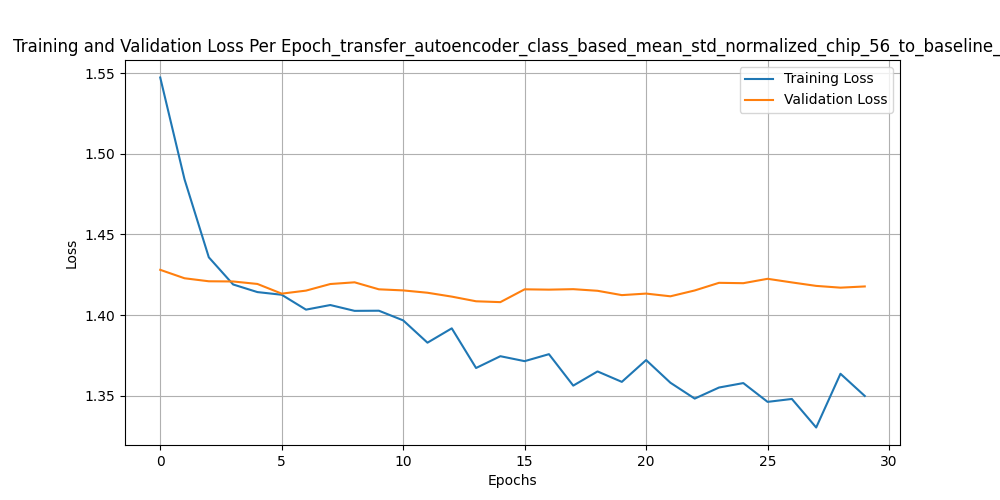 Training and Validation Loss Per Epoch_transfer_autoencoder_class_based_mean_std_normalized_chip_56_to_baseline_
Training Loss
Validation Loss
1.55
1.50
1.45
1.40
1.35
Loss
0 5 10 15 20 25 30
Epochs